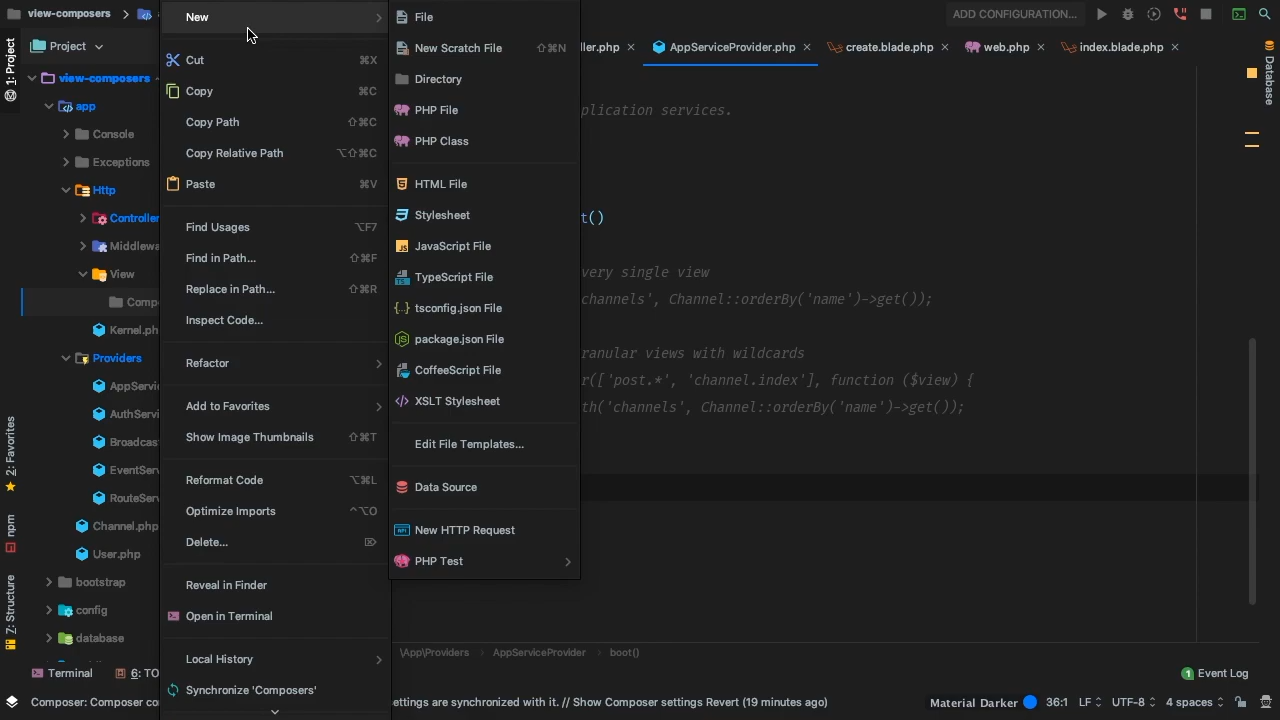 view-composers
ADD CONFIGURATION...
Project
ller.php
AppServiceProvider.php
create.blade.php
web.php
index.blade.php
1: Project
Database
view-composers
app
Console
Exceptions
Http
Controller
Middlewa
View
Compo
Kernel.ph
Providers
AppServic
AuthServi
Broadcas
EventServ
RouteServ
Channel.php
User.php
bootstrap
config
database
2: Favorites
npm
Z: Structure
New
Cut ⌘X
Copy ⌘C
Copy Path ⇧⌘C
Copy Relative Path ⌥⇧⌘C
Paste ⌘V
Find Usages ⌥F7
Find in Path... ⇧⌘F
Replace in Path... ⇧⌘R
Inspect Code...
Refactor
Add to Favorites
Show Image Thumbnails ⇧⌘T
Reformat Code ⌥⌘L
Optimize Imports ^⌥O
Delete... ⌦
Reveal in Finder
Open in Terminal
Local History
Synchronize 'Composers'
File
New Scratch File ⇧⌘N
Directory
PHP File
PHP Class
HTML File
Stylesheet
JavaScript File
TypeScript File
tsconfig.json File
package.json File
CoffeeScript File
XSLT Stylesheet
Edit File Templates...
Data Source
New HTTP Request
PHP Test
plication services.
t()
very single view
channels', Channel::orderBy('name')->get());
ranular views with wildcards
r(['post.*', 'channel.index'], function ($view) {
th('channels', Channel::orderBy('name')->get());
\App\Providers › AppServiceProvider › boot()
Terminal
6: TO
1 Event Log
Composer: Composer co
ettings are synchronized with it. // Show Composer settings Revert (19 minutes ago)
Material Darker
36:1
LF
UTF-8
4 spaces